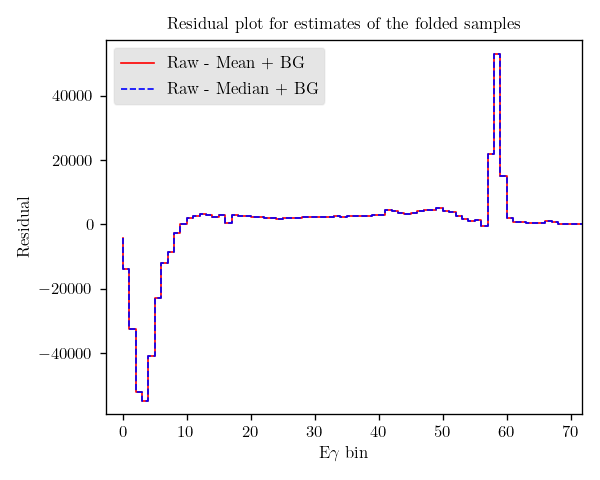 Residual plot for estimates of the folded samples
Raw - Mean + BG
Raw - Median + BG
40000
20000
0
−20000
−40000
Residual
0 10 20 30 40 50 60 70
Eγ bin